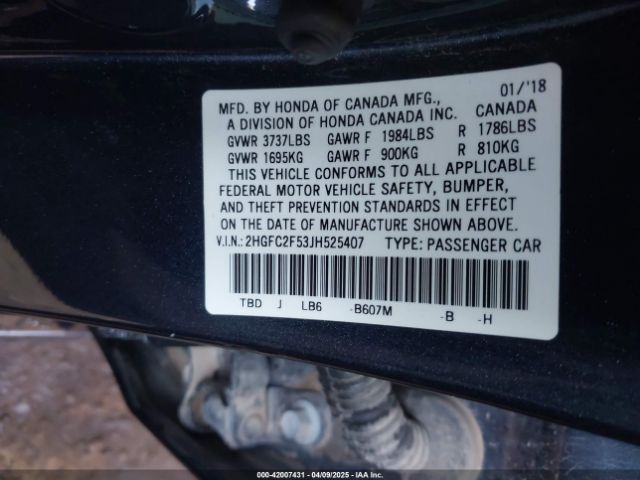 01/'18
MFD. BY HONDA OF CANADA MFG., CANADA
A DIVISION OF HONDA CANADA INC.
GVWR 3737LBS GAWR F 1984LBS R 1786LBS
GVWR 1695KG GAWR F 900KG R 810KG
THIS VEHICLE CONFORMS TO ALL APPLICABLE
FEDERAL MOTOR VEHICLE SAFETY, BUMPER,
AND THEFT PREVENTION STANDARDS IN EFFECT
ON THE DATE OF MANUFACTURE SHOWN ABOVE.
V.I.N.: 2HGFC2F53JH525407 TYPE: PASSENGER CAR
TBD J LB6 -B607M -B -H
000-42007431 - 04/09/2025 - IAAI.COM